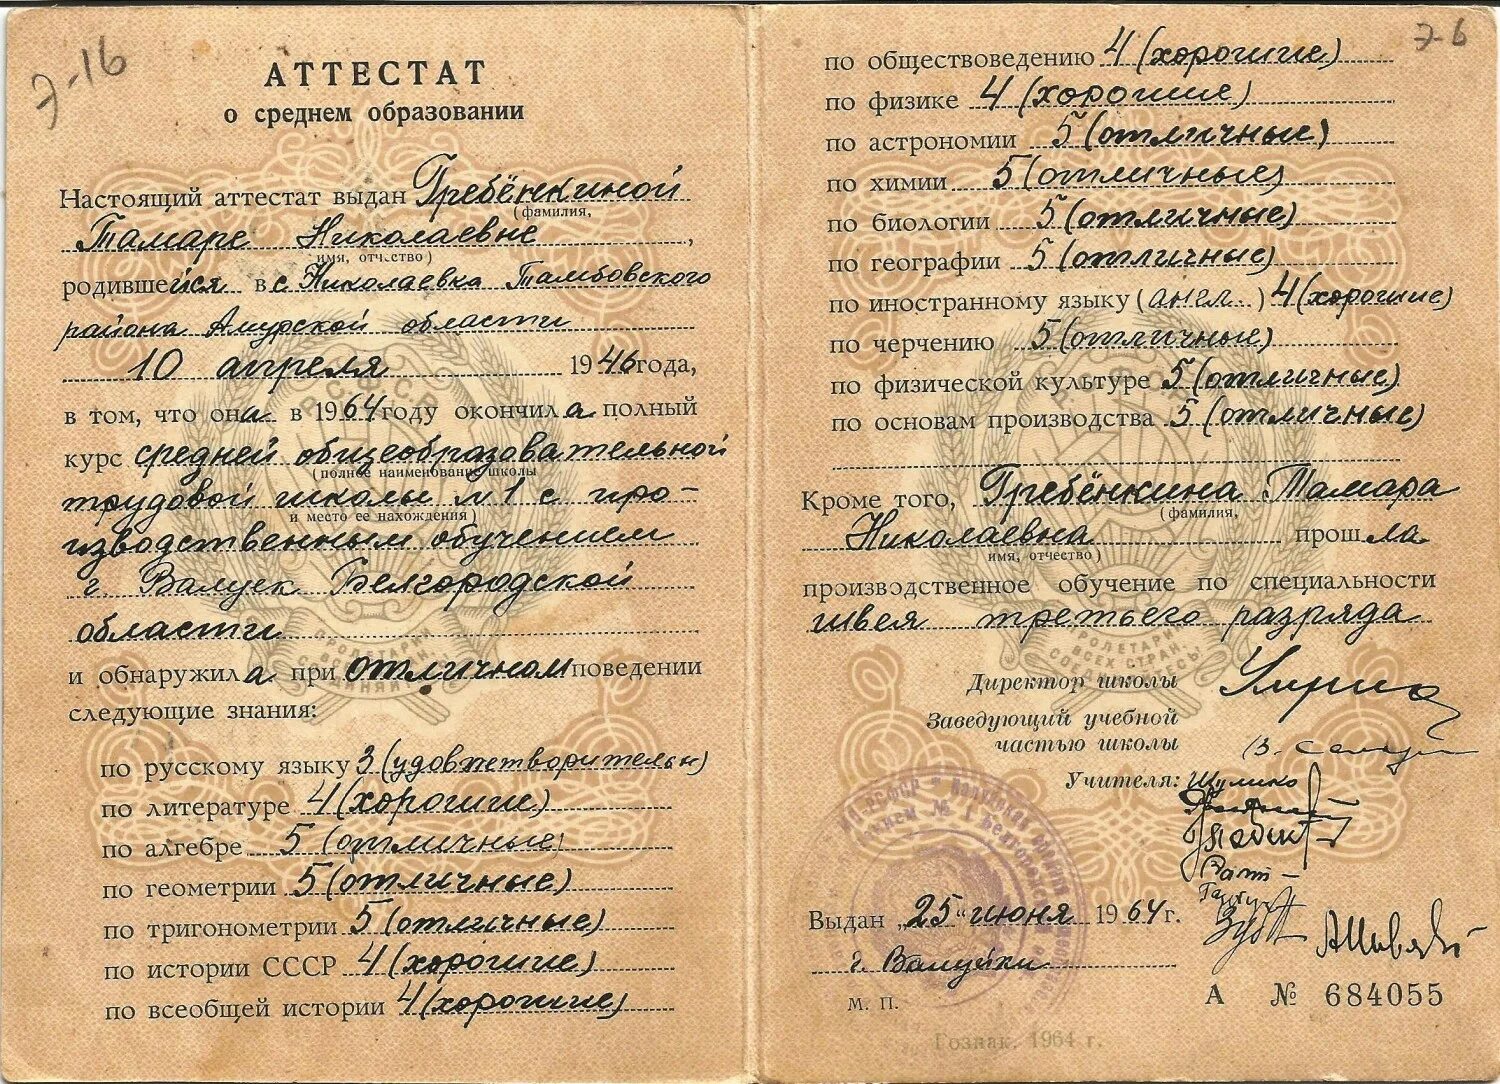 Э-16
АТТЕСТАТ
о среднем образовании
Настоящий аттестат выдан Гребёнкиной
(фамилия,
Тамаре Николаевне,
имя, отчество)
родившейся в с Николаевка Тамбовского
района Амурской области
10 апреля 1946 года,
в том, что она в 1964 году окончила полный
курс средней общеобразовательной
(полное наименование школы
трудовой школы №1 с про-
и место ее нахождения)
изводственным обучением
г. Валуек Белгородской
области
и обнаружила при отличном поведении
следующие знания:
по русскому языку 3 (удовлетворительн)
по литературе 4 (хорошие)
по алгебре 5 (отличные)
по геометрии 5 (отличные)
по тригонометрии 5 (отличные)
по истории СССР 4 (хорошие)
по всеобщей истории 4 (хорошие)
Э-6
по обществоведению 4 (хорошие)
по физике 4 (хорошие)
по астрономии 5 (отличные)
по химии 5 (отличные)
по биологии 5 (отличные)
по географии 5 (отличные)
по иностранному языку (нем.) 4 (хорошие)
по черчению 5 (отличные)
по физической культуре 5 (отличные)
по основам производства 5 (отличные)
Кроме того, Гребёнкина Тамара
(фамилия,
Николаевна прошла
имя, отчество)
производственное обучение по специальности
швея третьего разряда
ПРОЛЕТАРИИ
ВСЕХ СТРАН,
Директор школы
Заведующий учебной
частью школы
Учителя:
Выдан „25" июня 1964 г.
г. Валуйки
М. П.
А № 684055
Гознак. 1964 г.